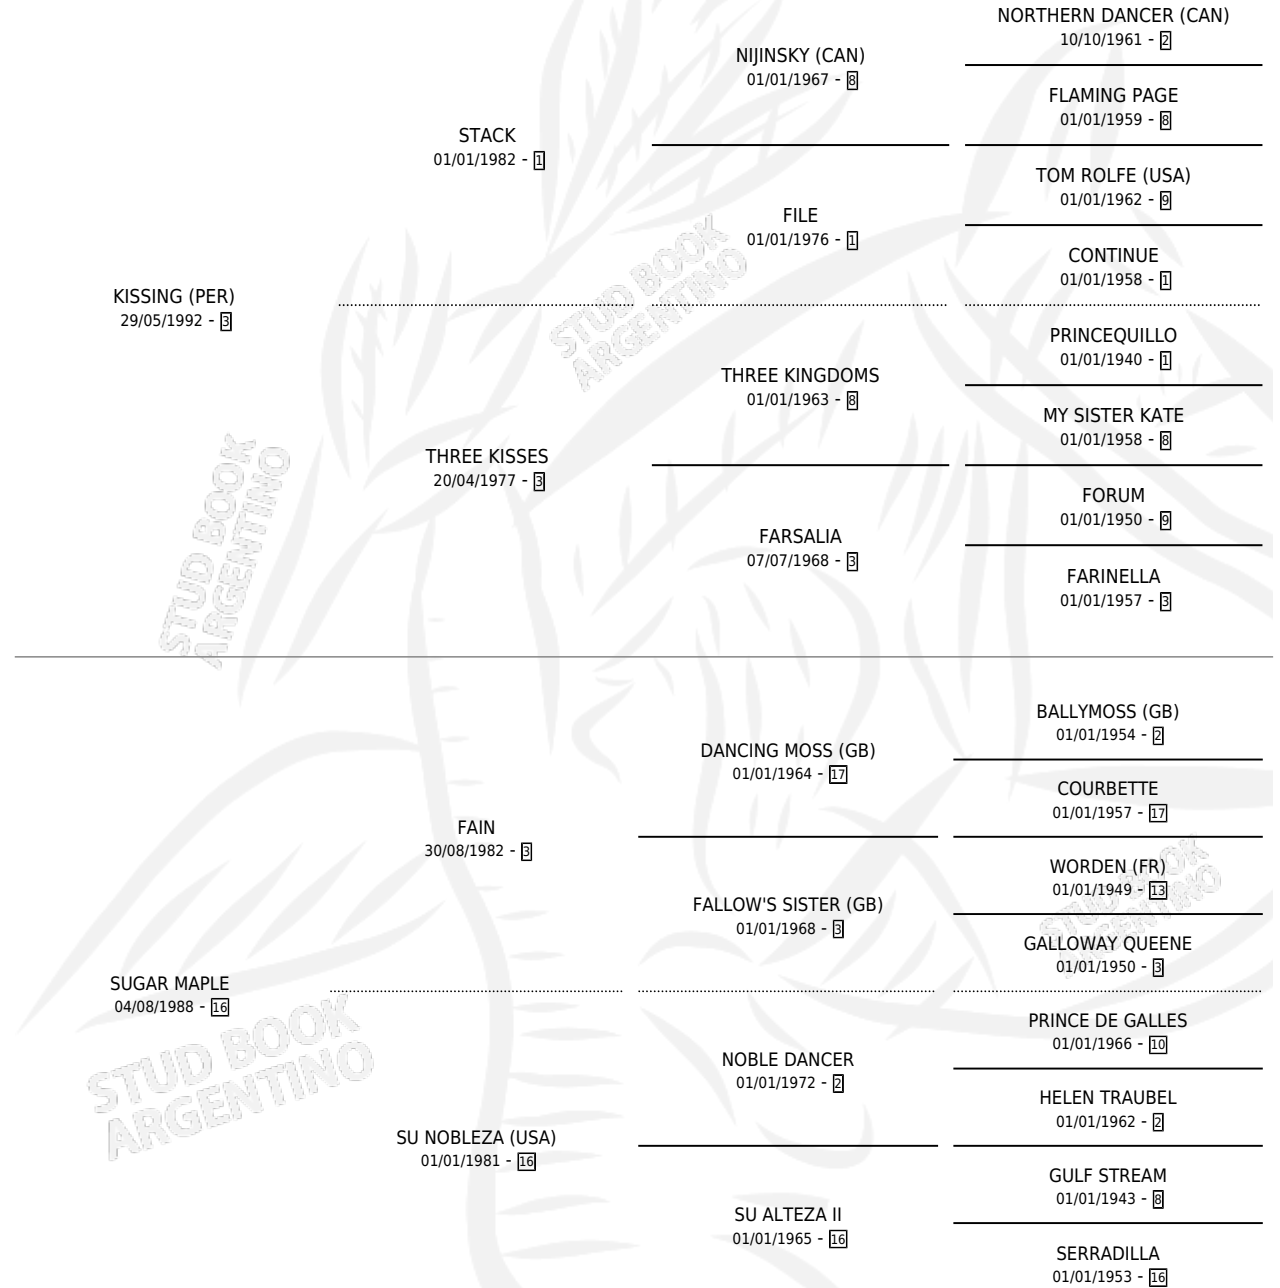 NORTHERN DANCER (CAN)
10/10/1961 - 2
NIJINSKY (CAN)
01/01/1967 - 8
FLAMING PAGE
01/01/1959 - 8
STACK
01/01/1982 - 1
TOM ROLFE (USA)
01/01/1962 - 9
FILE
01/01/1976 - 1
CONTINUE
01/01/1958 - 1
KISSING (PER)
29/05/1992 - 3
PRINCEQUILLO
01/01/1940 - 1
THREE KINGDOMS
01/01/1963 - 8
MY SISTER KATE
01/01/1958 - 8
THREE KISSES
20/04/1977 - 3
FORUM
01/01/1950 - 9
FARSALIA
07/07/1968 - 3
FARINELLA
01/01/1957 - 3
BALLYMOSS (GB)
01/01/1954 - 2
DANCING MOSS (GB)
01/01/1964 - 17
COURBETTE
01/01/1957 - 17
FAIN
30/08/1982 - 3
WORDEN (FR)
01/01/1949 - 13
FALLOW'S SISTER (GB)
01/01/1968 - 3
GALLOWAY QUEENE
01/01/1950 - 3
SUGAR MAPLE
04/08/1988 - 16
PRINCE DE GALLES
01/01/1966 - 10
NOBLE DANCER
01/01/1972 - 2
HELEN TRAUBEL
01/01/1962 - 2
SU NOBLEZA (USA)
01/01/1981 - 16
GULF STREAM
01/01/1943 - 8
SU ALTEZA II
01/01/1965 - 16
SERRADILLA
01/01/1953 - 16
STUD BOOK
ARGENTINO
STUD BOOK
ARGENTINO
STUD BOOK
ARGENTINO
STUD BOOK
ARGENTINO